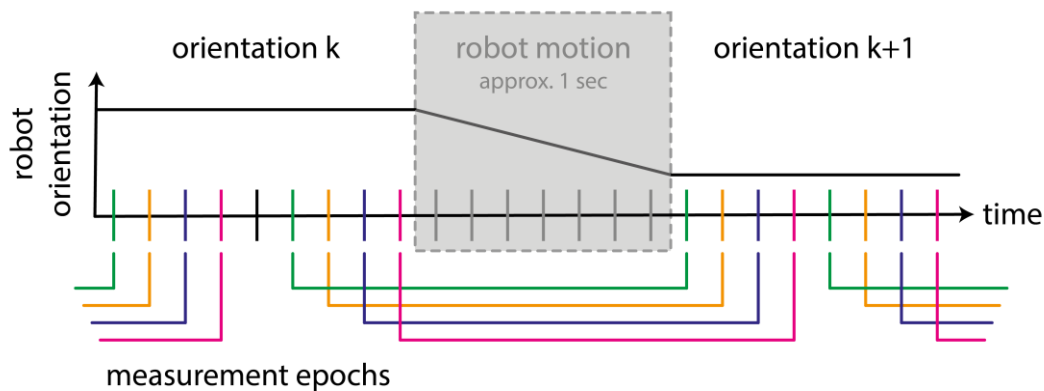 orientation k
robot motion
approx. 1 sec
orientation k+1
robot
orientation
time
measurement epochs